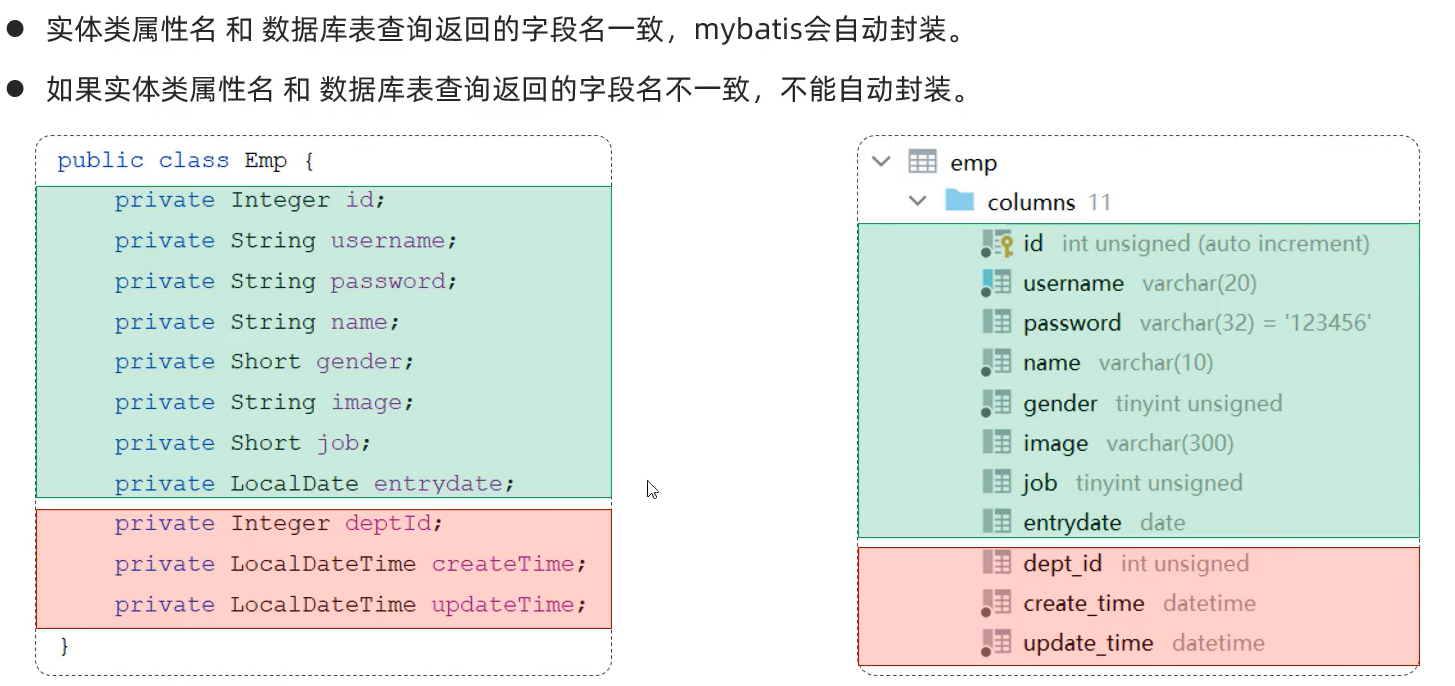 ● 实体类属性名 和 数据库表查询返回的字段名一致，mybatis会自动封装。
● 如果实体类属性名 和 数据库表查询返回的字段名不一致，不能自动封装。
public class Emp {
private Integer id;
private String username;
private String password;
private String name;
private Short gender;
private String image;
private Short job;
private LocalDate entrydate;
private Integer deptId;
private LocalDateTime createTime;
private LocalDateTime updateTime;
}
emp
columns 11
id int unsigned (auto increment)
username varchar(20)
password varchar(32) = '123456'
name varchar(10)
gender tinyint unsigned
image varchar(300)
job tinyint unsigned
entrydate date
dept_id int unsigned
create_time datetime
update_time datetime